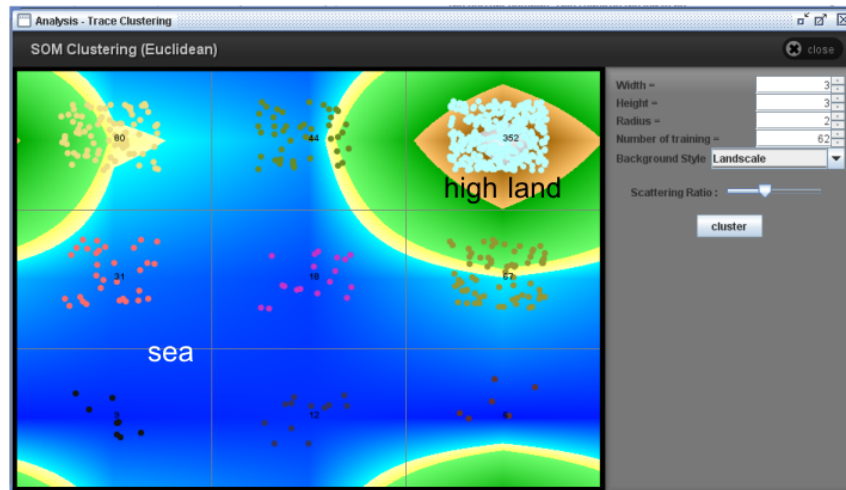 Analysis - Trace Clustering
SOM Clustering (Euclidean)
close
Width = 3
Height = 3
Radius = 2
Number of training = 62
Background Style Landscale
Scattering Ratio :
cluster
80 44 352
high land
31 19 67
sea
12